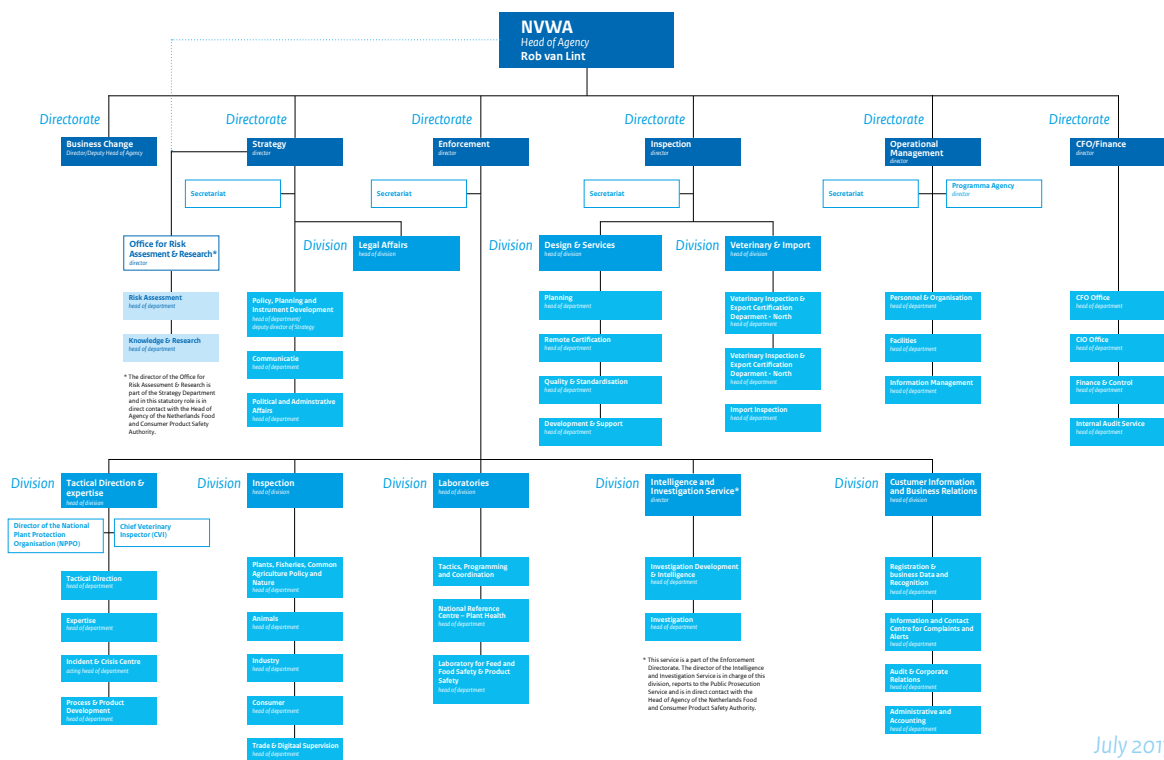 NVWA
Head of Agency
Rob van Lint
Directorate
Directorate
Directorate
Directorate
Directorate
Directorate
Business Change
Director/Deputy Head of Agency
Strategy
director
Enforcement
director
Inspection
director
Operational
Management
director
CFO/Finance
director
Secretariat
Secretariat
Secretariat
Secretariat
Programma Agency
director
Office for Risk
Assesment & Research*
director
Division
Legal Affairs
head of division
Division
Design & Services
head of division
Division
Veterinary & Import
head of division
Risk Assessment
head of department
Knowledge & Research
head of department
* The director of the Office for
Risk Assessment & Research is
part of the Strategy Department
and in this statutory role is in
direct contact with the Head of
Agency of the Netherlands Food
and Consumer Product Safety
Authority.
Policy, Planning and
Instrument Development
head of department/
deputy director of Strategy
Communicatie
head of department
Political and Adminstrative
Affairs
head of department
Planning
head of department
Remote Certification
head of department
Quality & Standardisation
head of department
Development & Support
head of department
Veterinary Inspection &
Export Certification
Deparment - North
head of department
Veterinary Inspection &
Export Certification
Deparment - North
head of department
Import Inspection
head of department
Personnel & Organisation
head of department
Facilities
head of department
Information Management
head of department
CFO Office
head of department
CIO Office
head of department
Finance & Control
head of department
Internal Audit Service
head of department
Division
Tactical Direction &
expertise
head of division
Division
Inspection
head of division
Division
Laboratories
head of division
Division
Intelligence and
Investigation Service*
director
Division
Custumer Information
and Business Relations
head of division
Director of the National
Plant Protection
Organisation (NPPO)
Chief Veterinary
Inspector (CVI)
Tactical Direction
head of department
Expertise
head of department
Incident & Crisis Centre
acting head of department
Process & Product
Development
head of department
Plants, Fisheries, Common
Agriculture Policy and
Nature
head of department
Animals
head of department
Industry
head of department
Consumer
head of department
Trade & Digitaal Supervision
head of department
Tactics, Programming
and Coordination
National Reference
Centre – Plant Health
head of department
Laboratory for Feed and
Food Safety & Product
Safety
head of department
Investigation Development
& Intelligence
head of department
Investigation
head of department
* This service is a part of the Enforcement
Directorate. The director of the Intelligence
and Investigation Service is in charge of this
division, reports to the Public Prosecution
Service and is in direct contact with the
Head of Agency of the Netherlands Food
and Consumer Product Safety Authority.
Registration &
business Data and
Recognition
head of department
Information and Contact
Centre for Complaints and
Alerts
head of department
Audit & Corporate
Relations
head of department
Administrative and
Accounting
head of department
July 201